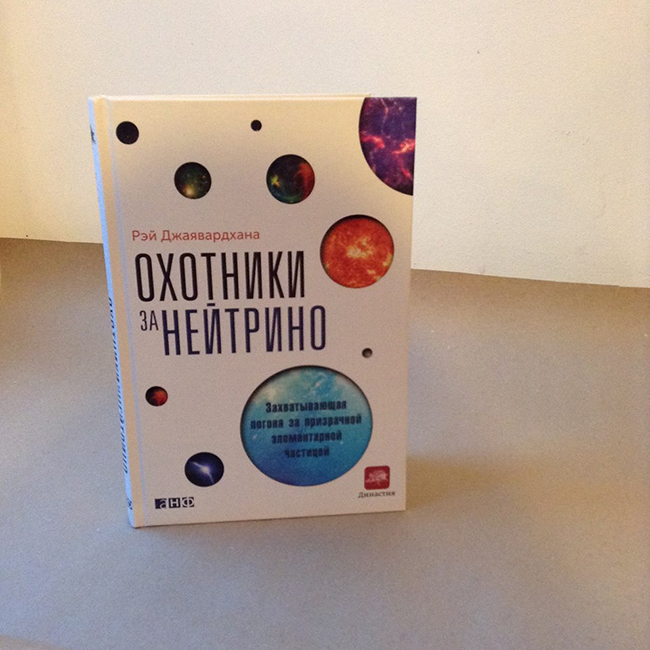 Рэй Джаявардхана
ОХОТНИКИ
ЗА НЕЙТРИНО
Захватывающая
погоня за призрачной
элементарной
частицей
АНФ
Династия